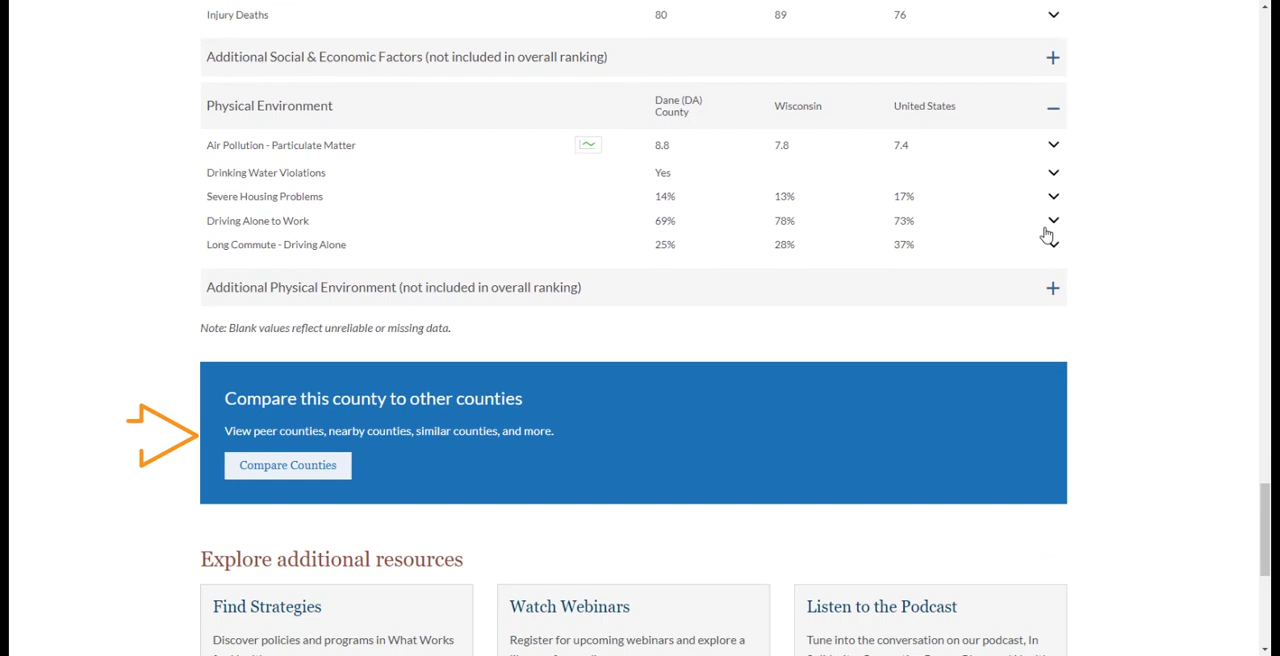 Injury Deaths 80 89 76
Additional Social & Economic Factors (not included in overall ranking)
Physical Environment Dane (DA) County Wisconsin United States
Air Pollution - Particulate Matter 8.8 7.8 7.4
Drinking Water Violations Yes
Severe Housing Problems 14% 13% 17%
Driving Alone to Work 69% 78% 73%
Long Commute - Driving Alone 25% 28% 37%
Additional Physical Environment (not included in overall ranking)
Note: Blank values reflect unreliable or missing data.
Compare this county to other counties
View peer counties, nearby counties, similar counties, and more.
Compare Counties
Explore additional resources
Find Strategies Watch Webinars Listen to the Podcast
Discover policies and programs in What Works Register for upcoming webinars and explore a Tune into the conversation on our podcast, In